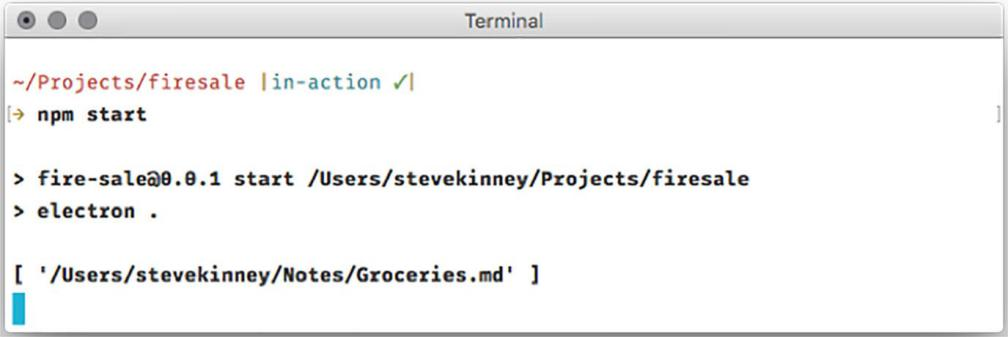 Terminal
~/Projects/firesale |in-action ✓|
[→ npm start ]
> fire-sale@0.0.1 start /Users/stevekinney/Projects/firesale
> electron .
[ '/Users/stevekinney/Notes/Groceries.md' ]